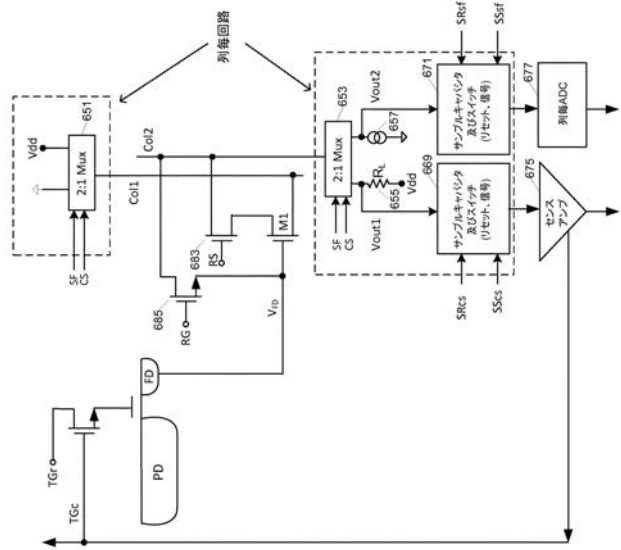 列毎回路
Vdd
651
2:1 Mux
SF
CS
Col1
Col2
TGr
TGc
PD
FD
RG
685
V_FD
RS
683
M1
653
2:1 Mux
SF
CS
Vout1
R_L
655
Vdd
657
Vout2
669
サンプルキャパシタ
及びスイッチ
(リセット、信号)
SRcs
SScs
671
サンプルキャパシタ
及びスイッチ
(リセット、信号)
SRsf
SSsf
675
センス
アンプ
677
列毎ADC